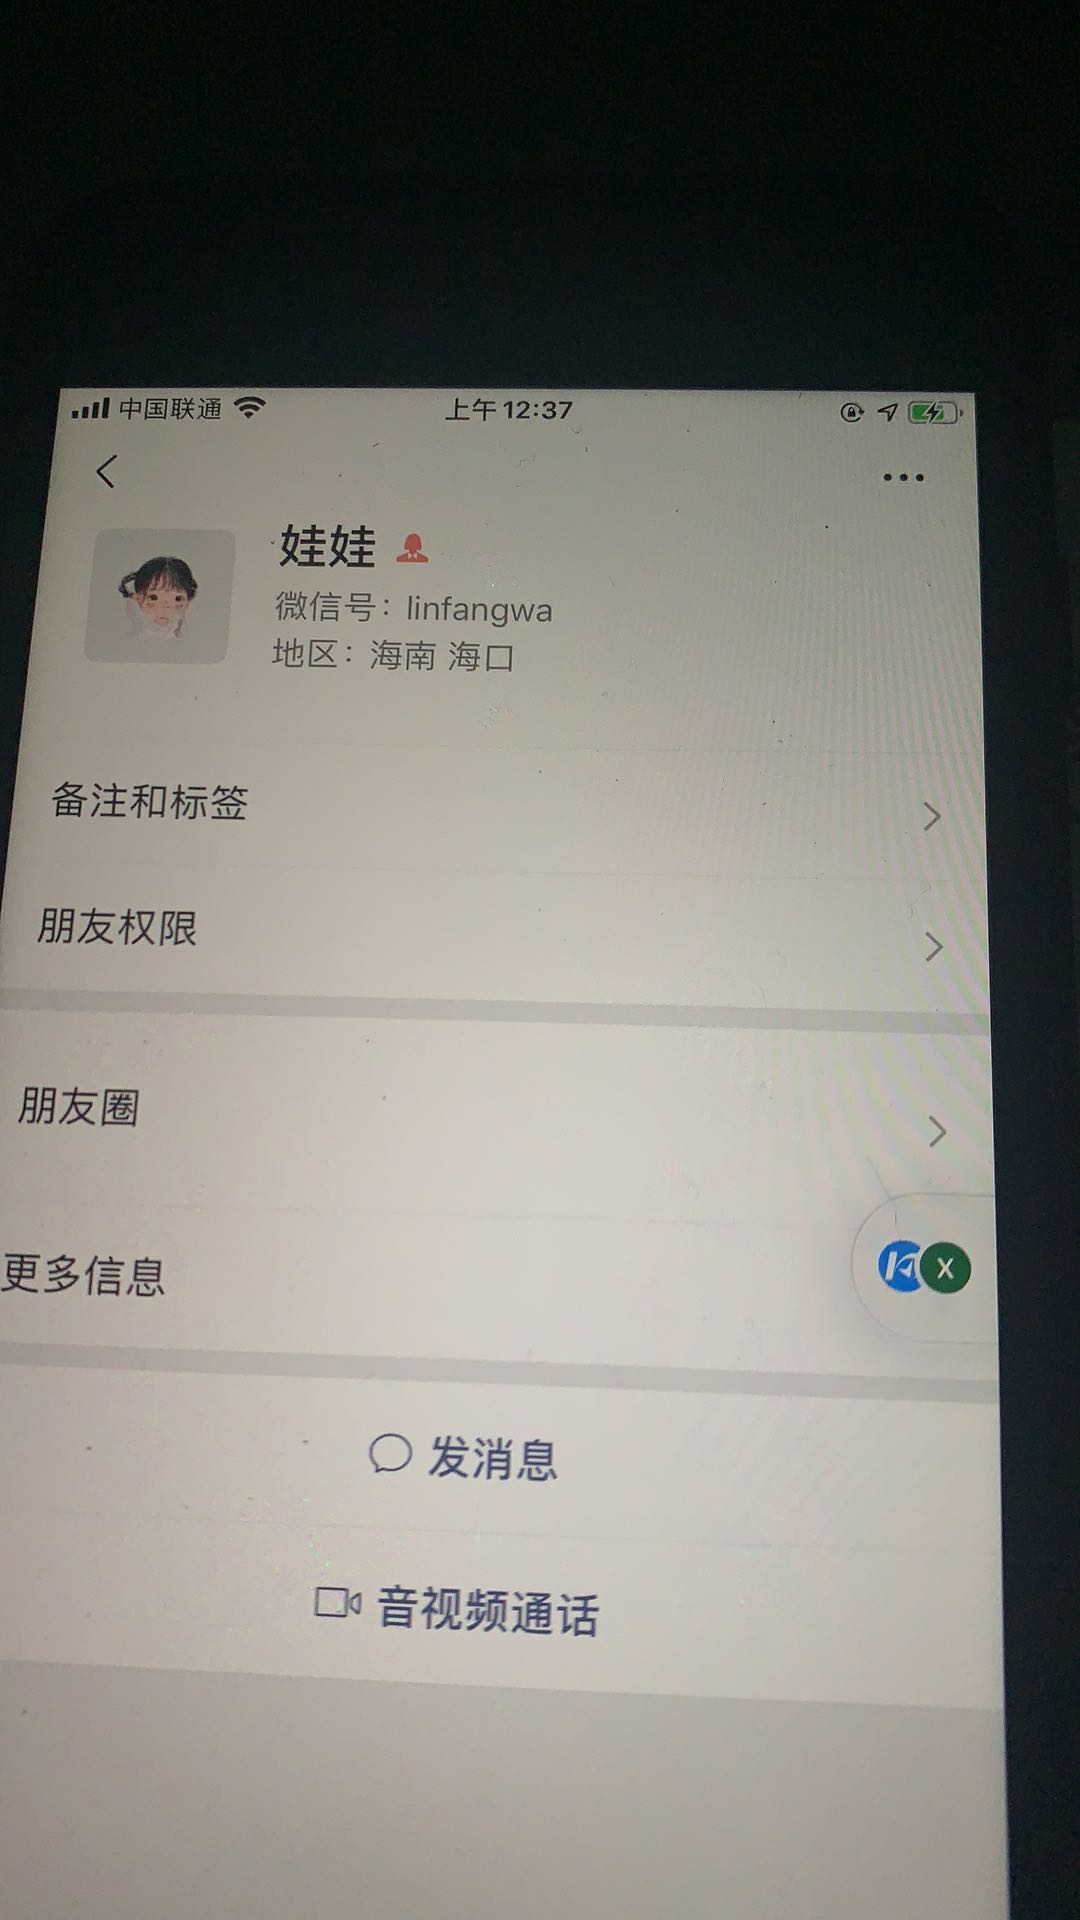 中国联通
上午12:37
娃娃
微信号：linfangwa
地区：海南 海口
备注和标签
朋友权限
朋友圈
更多信息
X
发消息
音视频通话